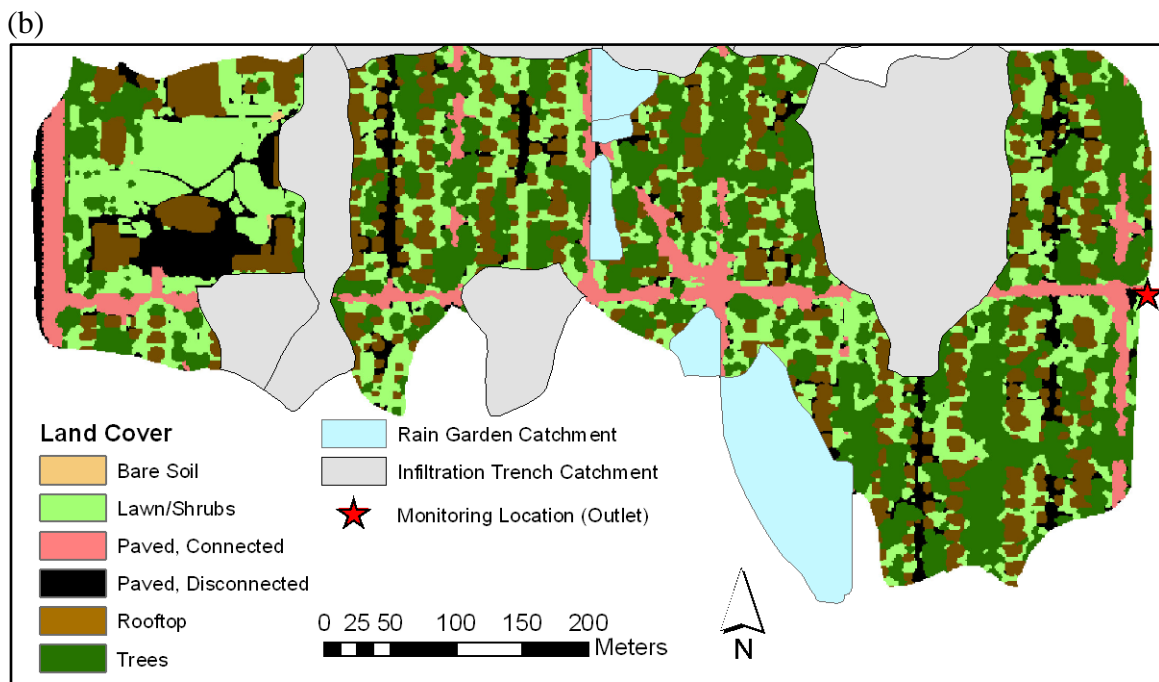 (b)
Land Cover
Bare Soil
Lawn/Shrubs
Paved, Connected
Paved, Disconnected
Rooftop
Trees
Rain Garden Catchment
Infiltration Trench Catchment
Monitoring Location (Outlet)
0 25 50 100 150 200
Meters
N